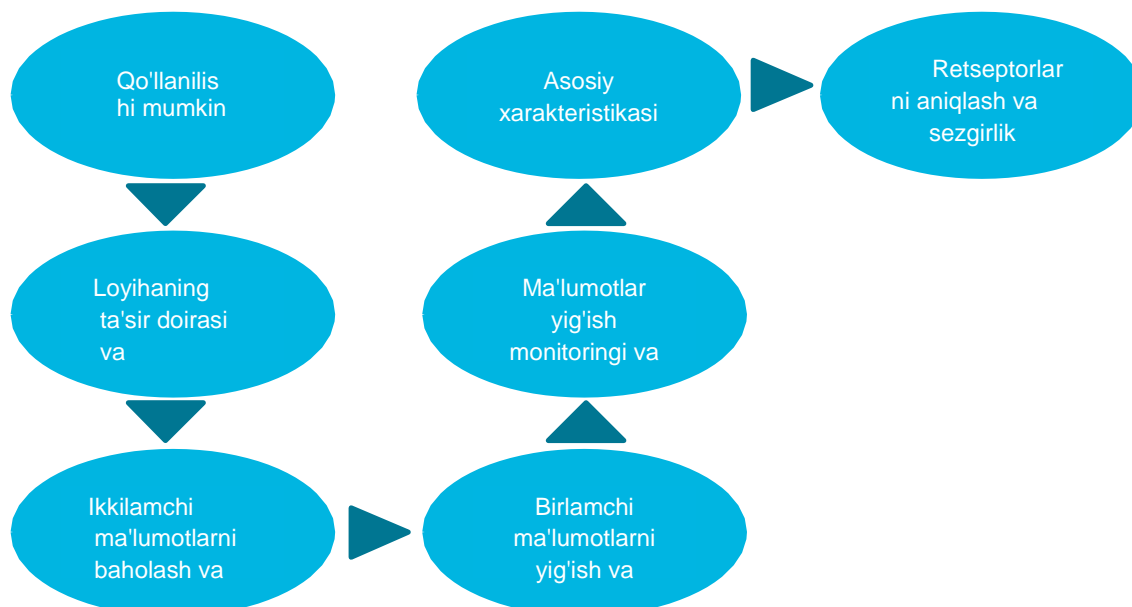 Qo'llanilis
hi mumkin
Loyihaning
ta'sir doirasi
va
Ikkilamchi
ma'lumotlarni
baholash va
Birlamchi
ma'lumotlarni
yig'ish va
Ma'lumotlar
yig'ish
monitoringi va
Asosiy
xarakteristikasi
Retseptorlar
ni aniqlash va
sezgirlik